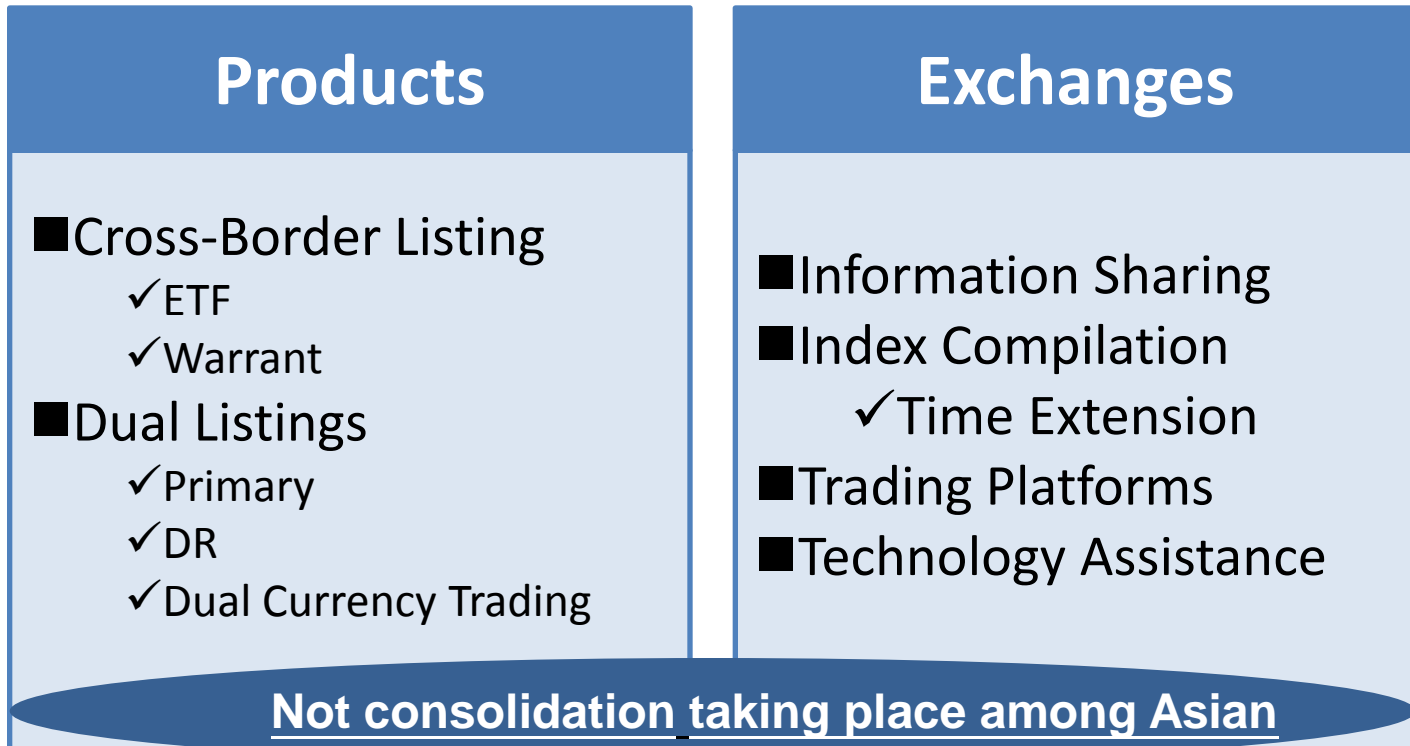 Products
■Cross-Border Listing
✓ETF
✓Warrant
■Dual Listings
✓Primary
✓DR
✓Dual Currency Trading
Exchanges
■Information Sharing
■Index Compilation
✓Time Extension
■Trading Platforms
■Technology Assistance
Not consolidation taking place among Asian